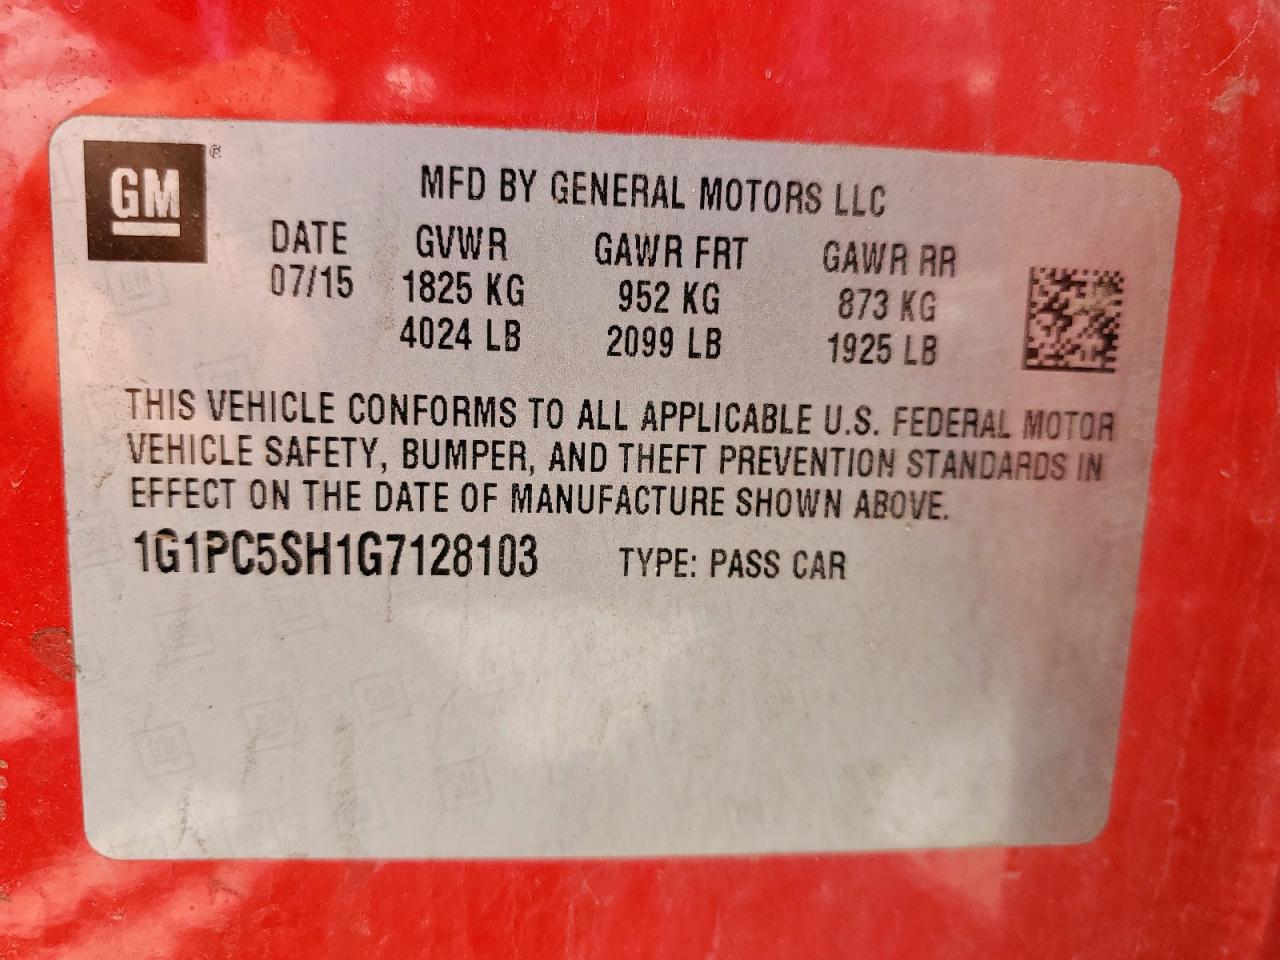 GM®
MFD BY GENERAL MOTORS LLC
DATE GVWR GAWR FRT GAWR RR
07/15 1825 KG 952 KG 873 KG
4024 LB 2099 LB 1925 LB
THIS VEHICLE CONFORMS TO ALL APPLICABLE U.S. FEDERAL MOTOR
VEHICLE SAFETY, BUMPER, AND THEFT PREVENTION STANDARDS IN
EFFECT ON THE DATE OF MANUFACTURE SHOWN ABOVE.
1G1PC5SH1G7128103 TYPE: PASS CAR